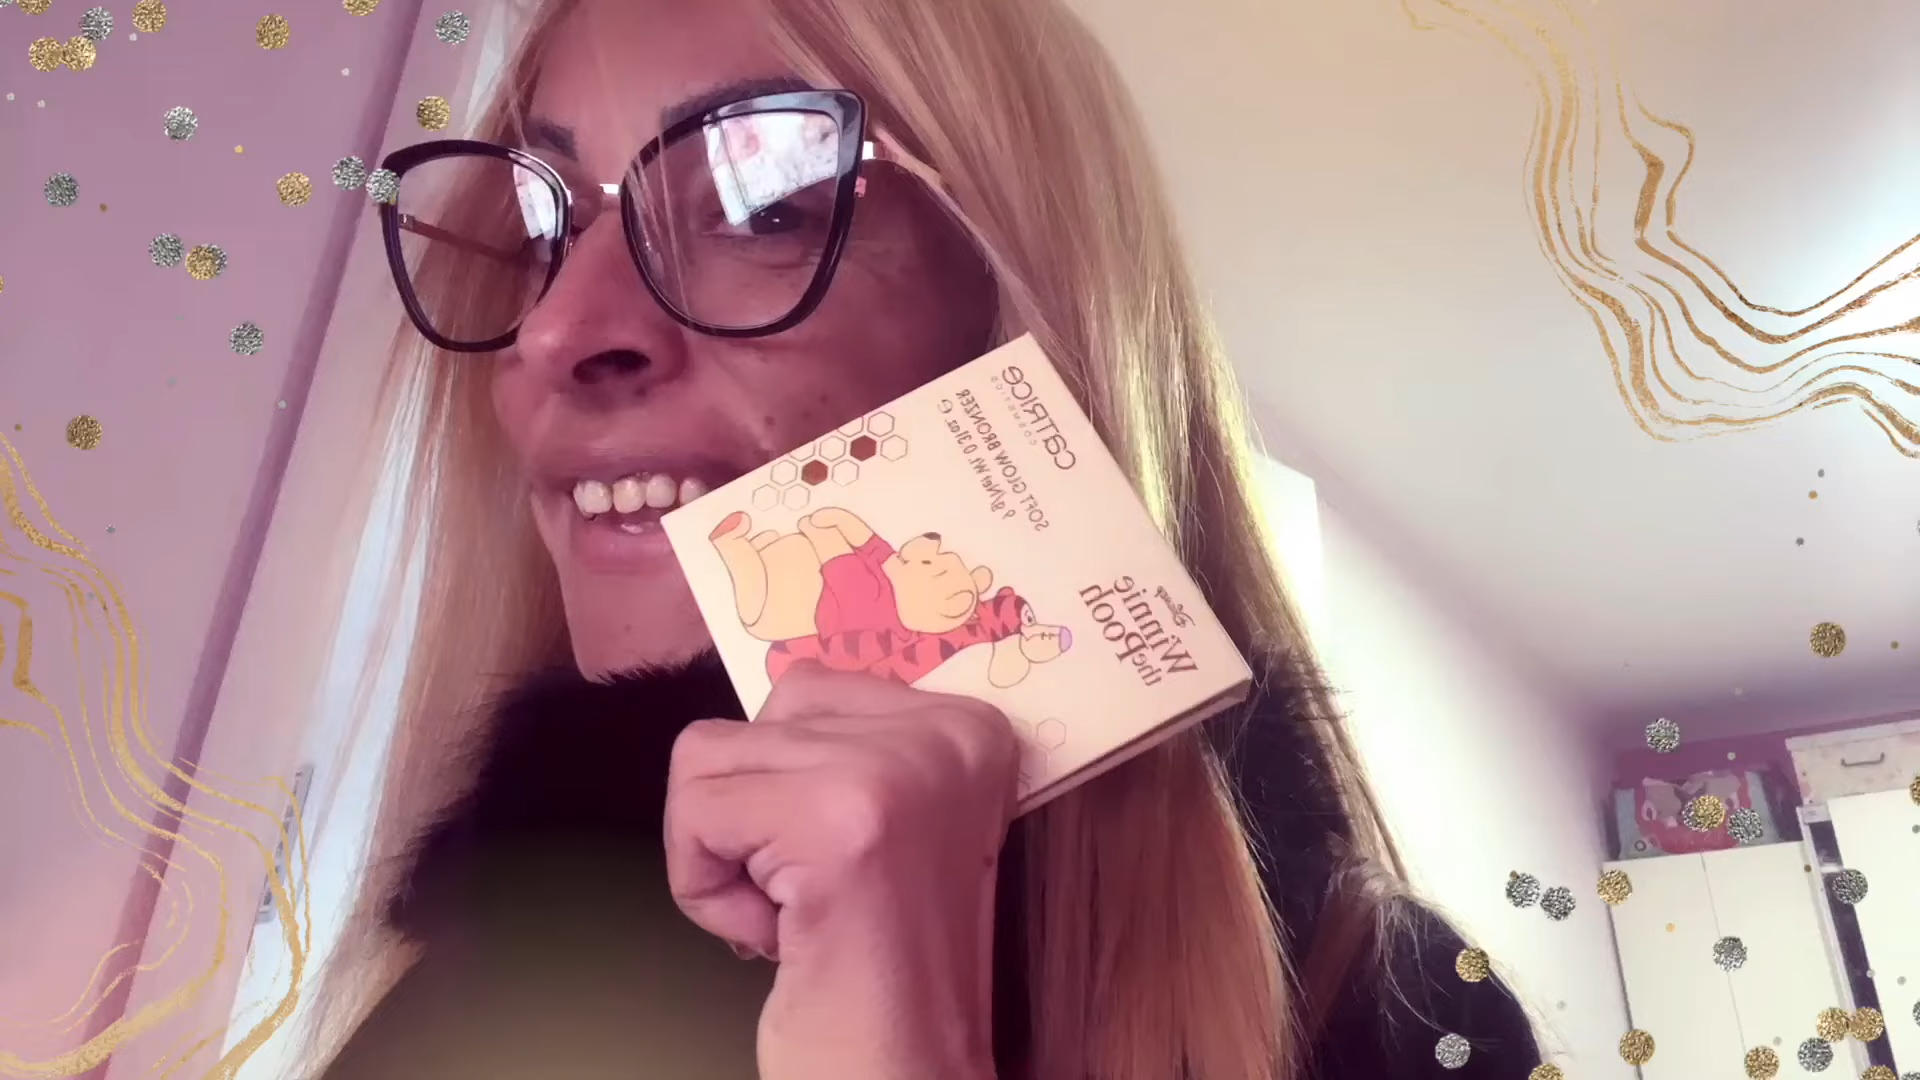 CATRICE
COSMETICS
SOFT GLOW BRONZER
9 g/Net Wt. 0.31 oz. e
Disney
Winnie
the Pooh